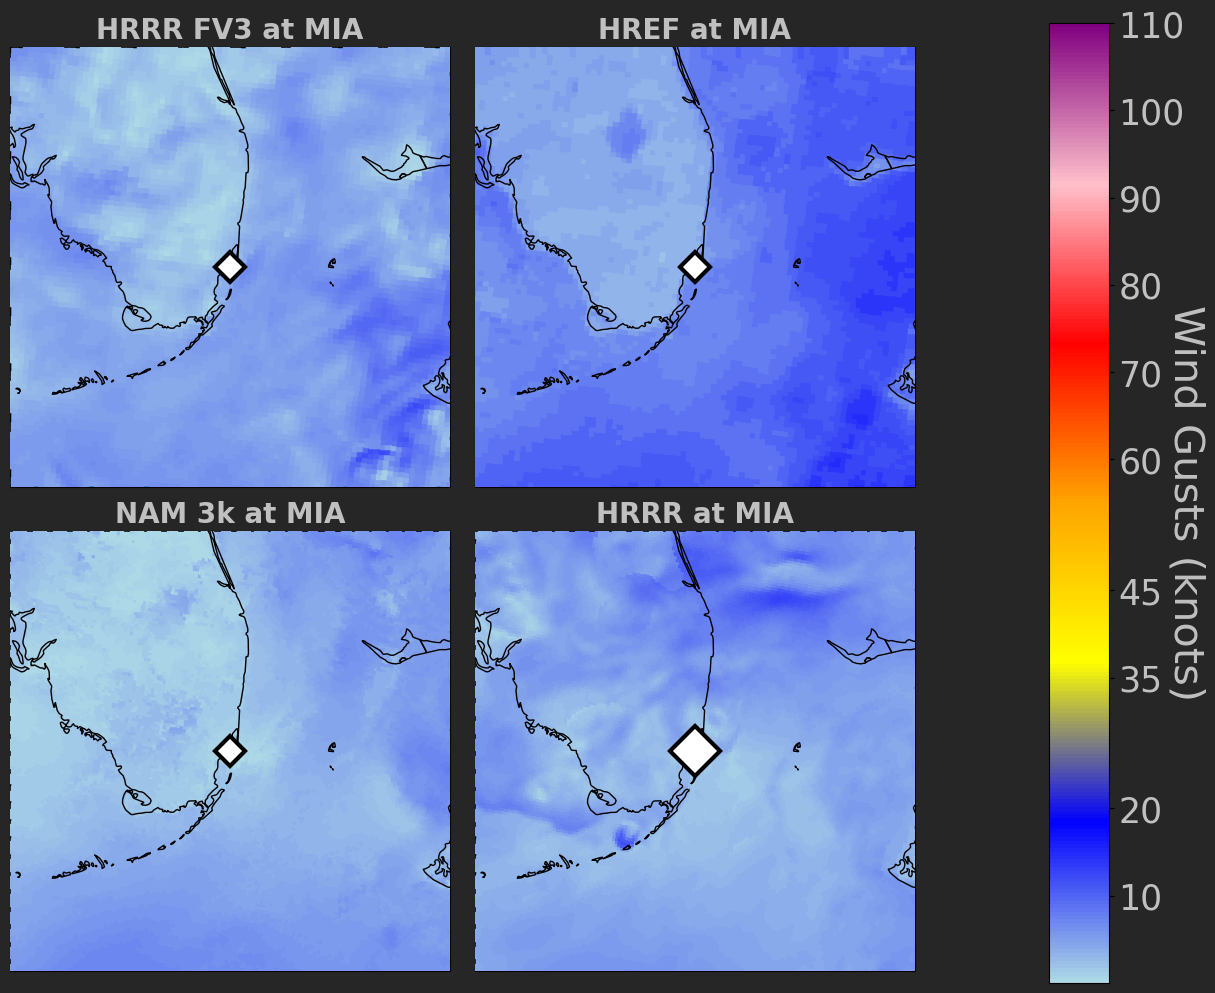 HRRR FV3 at MIA
HREF at MIA
NAM 3k at MIA
HRRR at MIA
110
100
90
80
70
60
45
35
20
10
Wind Gusts (knots)